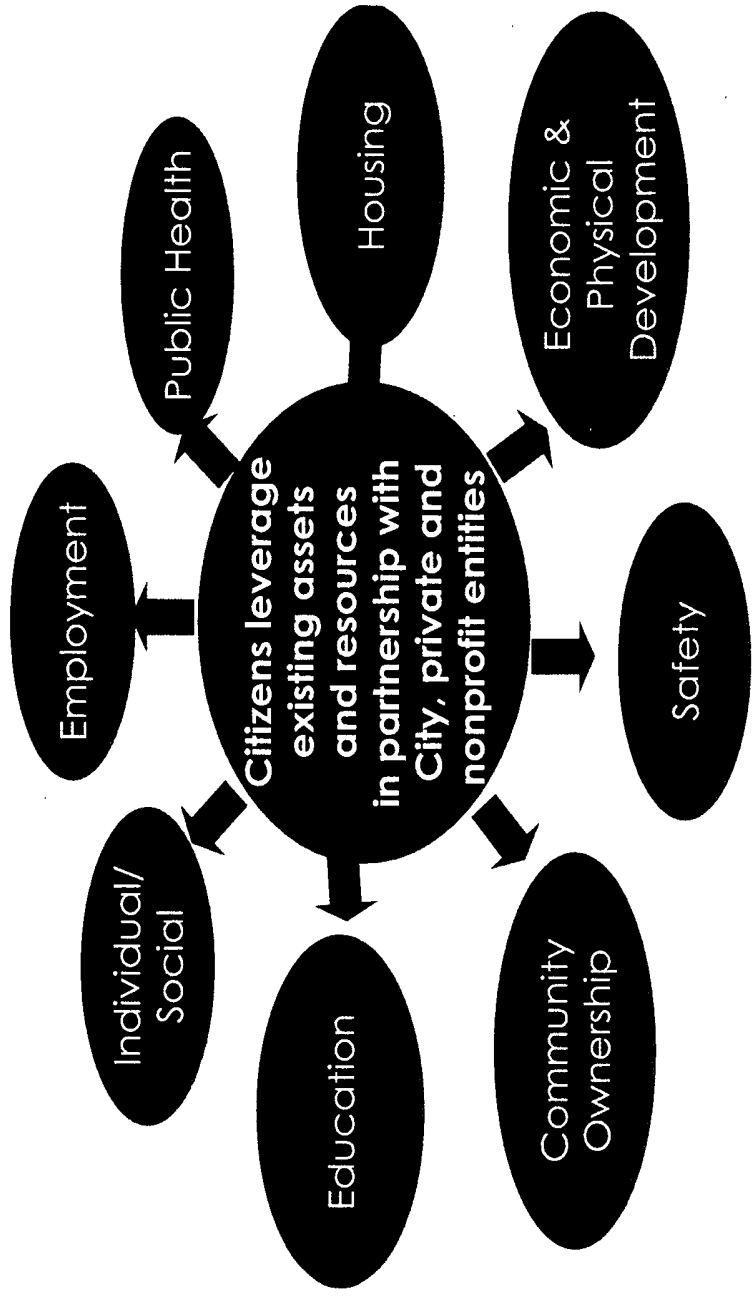 Employment
Individual/
Social
Public Health
Citizens leverage
existing assets
and resources
in partnership with
City, private and
nonprofit entities
Education
Housing
Community
Ownership
Economic &
Physical
Development
Safety